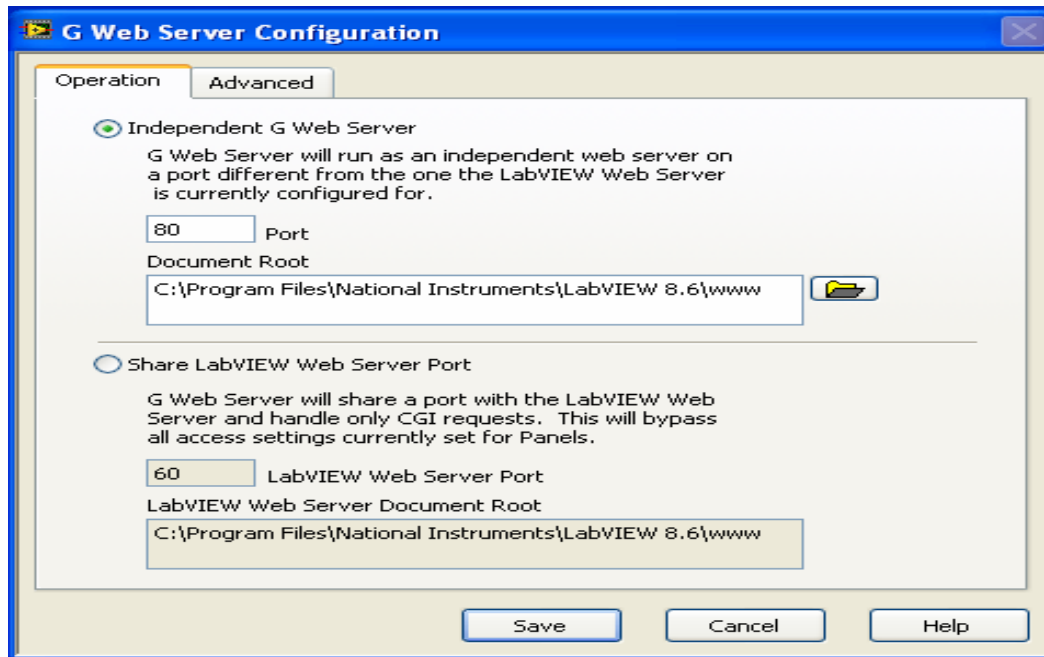 G Web Server Configuration
Operation
Advanced
Independent G Web Server
G Web Server will run as an independent web server on
a port different from the one the LabVIEW Web Server
is currently configured for.
80 Port
Document Root
C:\Program Files\National Instruments\LabVIEW 8.6\www
Share LabVIEW Web Server Port
G Web Server will share a port with the LabVIEW Web
Server and handle only CGI requests. This will bypass
all access settings currently set for Panels.
60 LabVIEW Web Server Port
LabVIEW Web Server Document Root
C:\Program Files\National Instruments\LabVIEW 8.6\www
Save
Cancel
Help